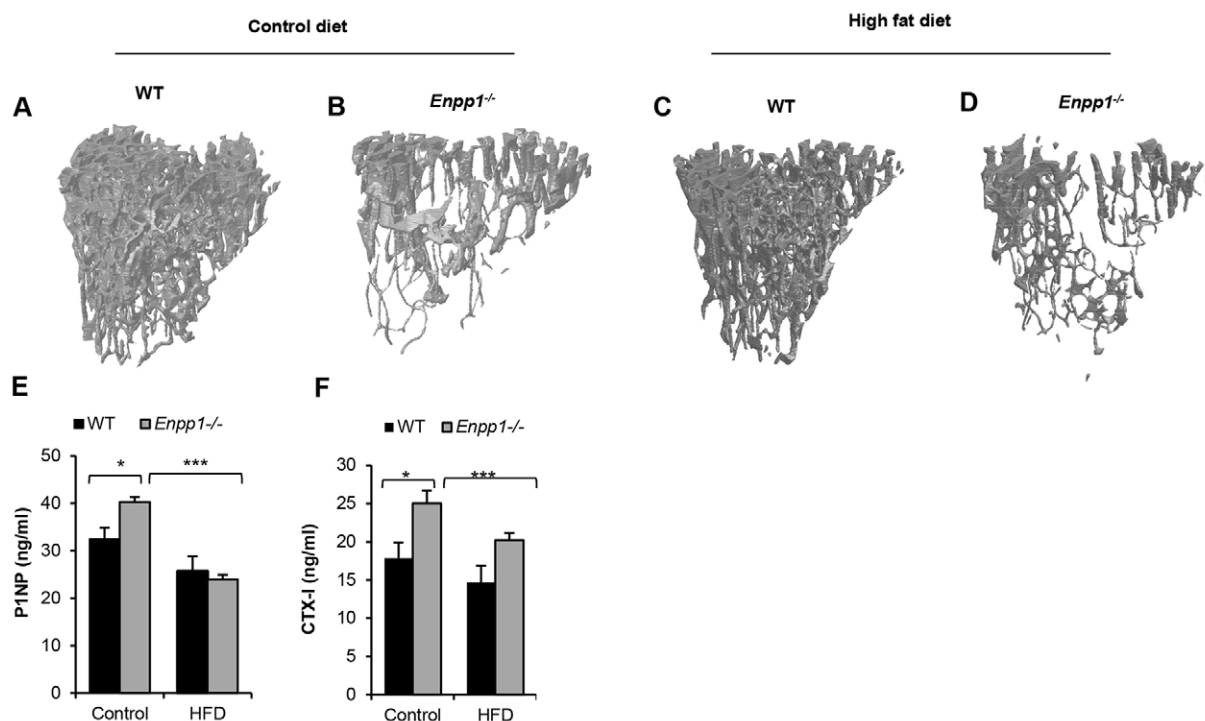 Control diet
High fat diet
A
WT
B
Enpp1-/-
C
WT
D
Enpp1-/-
E
WT
Enpp1-/-
P1NP (ng/ml)
50
40
30
20
10
0
*
***
Control
HFD
F
WT
Enpp1-/-
CTX-I (ng/ml)
30
25
20
15
10
5
0
*
***
Control
HFD